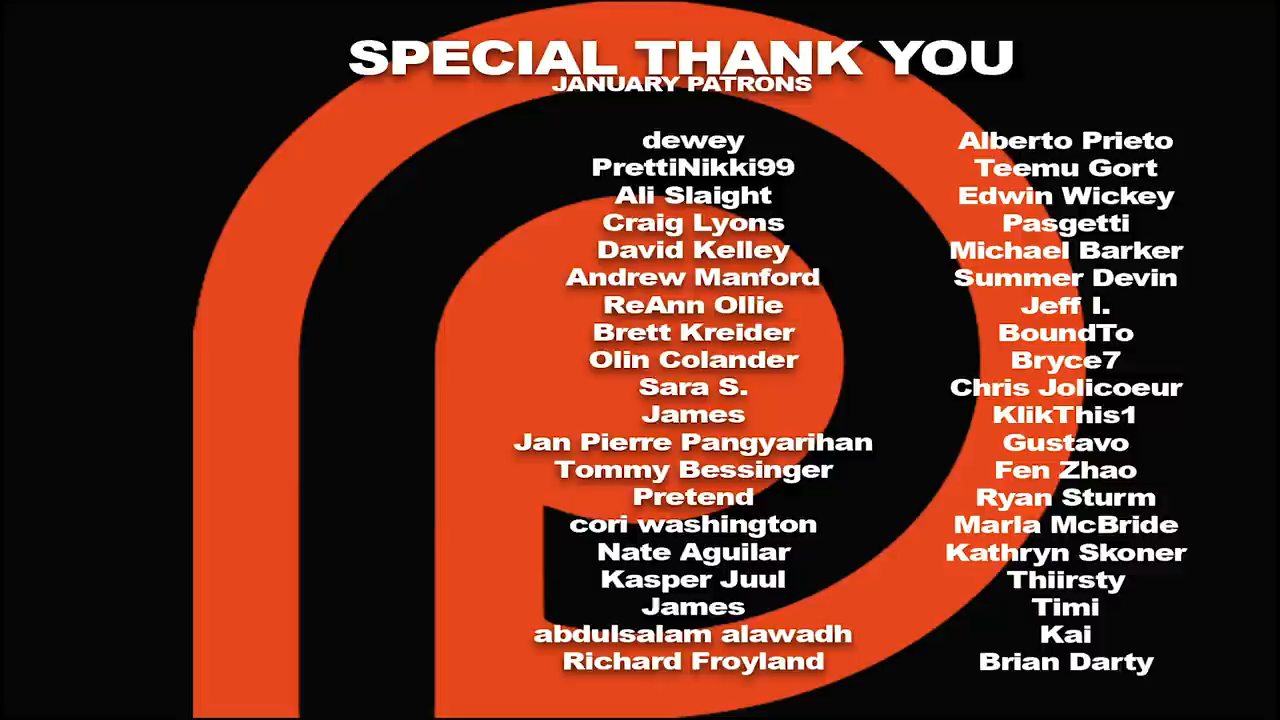 SPECIAL THANK YOU
JANUARY PATRONS
dewey
PrettiNikki99
Ali Slaight
Craig Lyons
David Kelley
Andrew Manford
ReAnn Ollie
Brett Kreider
Olin Colander
Sara S.
James
Jan Pierre Pangyarihan
Tommy Bessinger
Pretend
cori washington
Nate Aguilar
Kasper Juul
James
abdulsalam alawadh
Richard Froyland
Alberto Prieto
Teemu Gort
Edwin Wickey
Pasgetti
Michael Barker
Summer Devin
Jeff I.
BoundTo
Bryce7
Chris Jolicoeur
KlikThis1
Gustavo
Fen Zhao
Ryan Sturm
Marla McBride
Kathryn Skoner
Thiirsty
Timi
Kai
Brian Darty